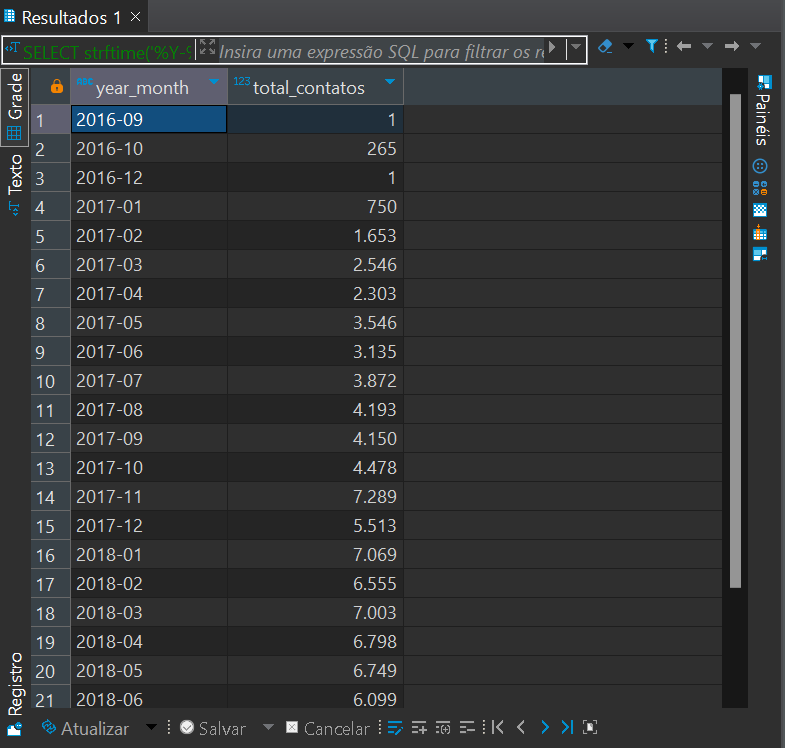 Resultados 1
SELECT strftime('%Y-% Insira uma expressão SQL para filtrar os re
Grade
Texto
Registro
Painéis
abc year_month 123 total_contatos
1 2016-09 1
2 2016-10 265
3 2016-12 1
4 2017-01 750
5 2017-02 1.653
6 2017-03 2.546
7 2017-04 2.303
8 2017-05 3.546
9 2017-06 3.135
10 2017-07 3.872
11 2017-08 4.193
12 2017-09 4.150
13 2017-10 4.478
14 2017-11 7.289
15 2017-12 5.513
16 2018-01 7.069
17 2018-02 6.555
18 2018-03 7.003
19 2018-04 6.798
20 2018-05 6.749
21 2018-06 6.099
Atualizar Salvar Cancelar